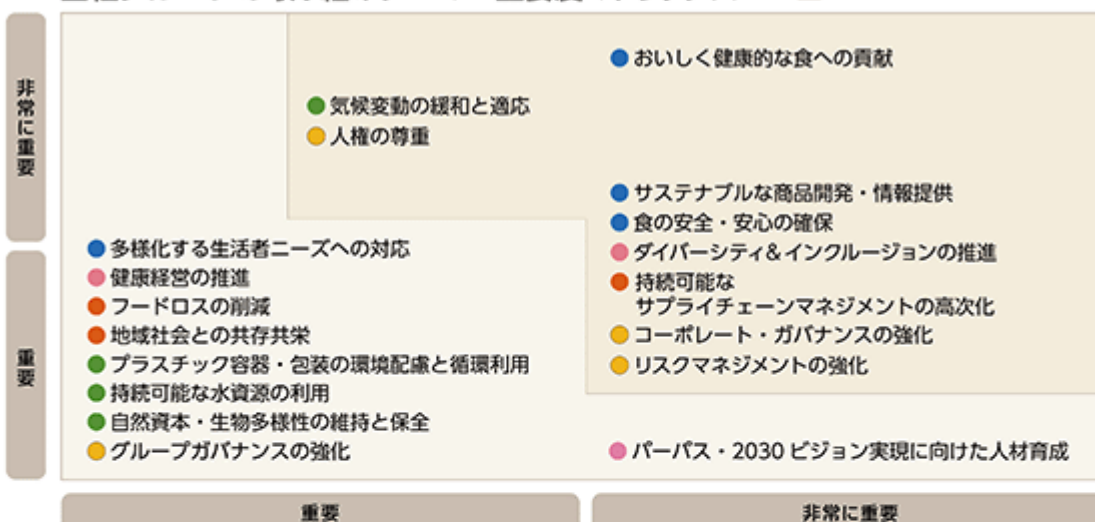 非常に重要
重要
おいしく健康的な食への貢献
気候変動の緩和と適応
人権の尊重
サステナブルな商品開発・情報提供
食の安全・安心の確保
ダイバーシティ&インクルージョンの推進
持続可能な
サプライチェーンマネジメントの高次化
コーポレート・ガバナンスの強化
リスクマネジメントの強化
多様化する生活者ニーズへの対応
健康経営の推進
フードロスの削減
地域社会との共存共栄
プラスチック容器・包装の環境配慮と循環利用
持続可能な水資源の利用
自然資本・生物多様性の維持と保全
グループガバナンスの強化
パーパス・2030 ビジョン実現に向けた人材育成
重要
非常に重要